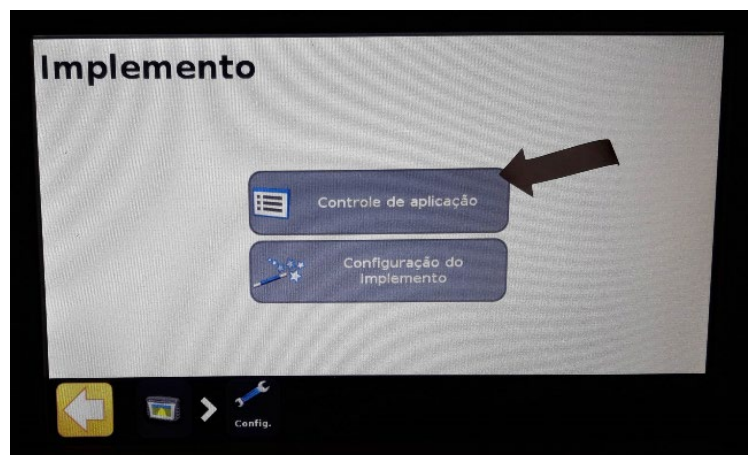 Implemento
Controle de aplicação
Configuração do
Implemento
Config.